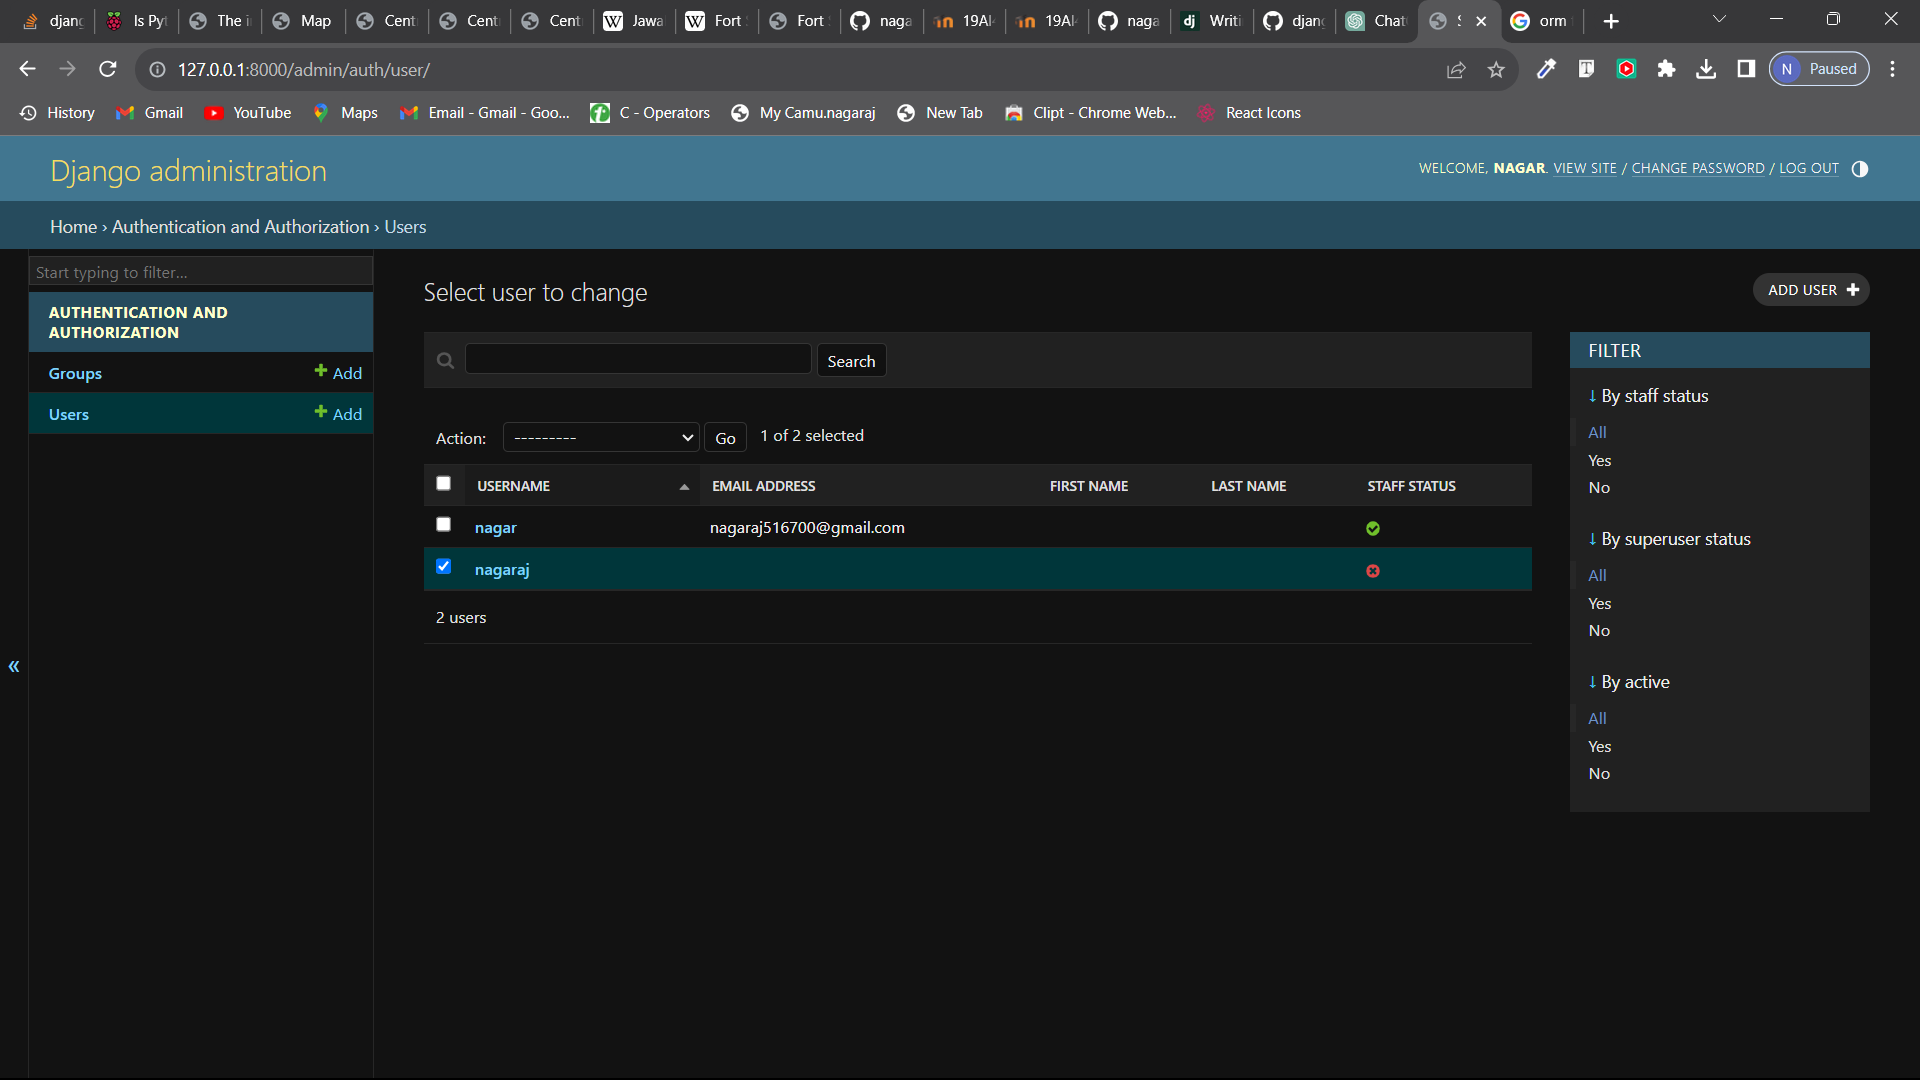 djang
Is Py
The i
Map
Cent
Cent
Cent
Jawa
Fort
Fort
naga
19AI
19AI
naga
Writi
djang
Chat
orm
127.0.0.1:8000/admin/auth/user/
N Paused
History
Gmail
YouTube
Maps
Email - Gmail - Goo...
C - Operators
My Camu.nagaraj
New Tab
Clipt - Chrome Web...
React Icons
Django administration
WELCOME, NAGAR. VIEW SITE / CHANGE PASSWORD / LOG OUT
Home › Authentication and Authorization › Users
Start typing to filter...
AUTHENTICATION AND
AUTHORIZATION
Groups + Add
Users + Add
«
Select user to change
ADD USER +
Search
Action: --------- Go 1 of 2 selected
USERNAME EMAIL ADDRESS FIRST NAME LAST NAME STAFF STATUS
nagar nagaraj516700@gmail.com
nagaraj
2 users
FILTER
↓ By staff status
All
Yes
No
↓ By superuser status
All
Yes
No
↓ By active
All
Yes
No